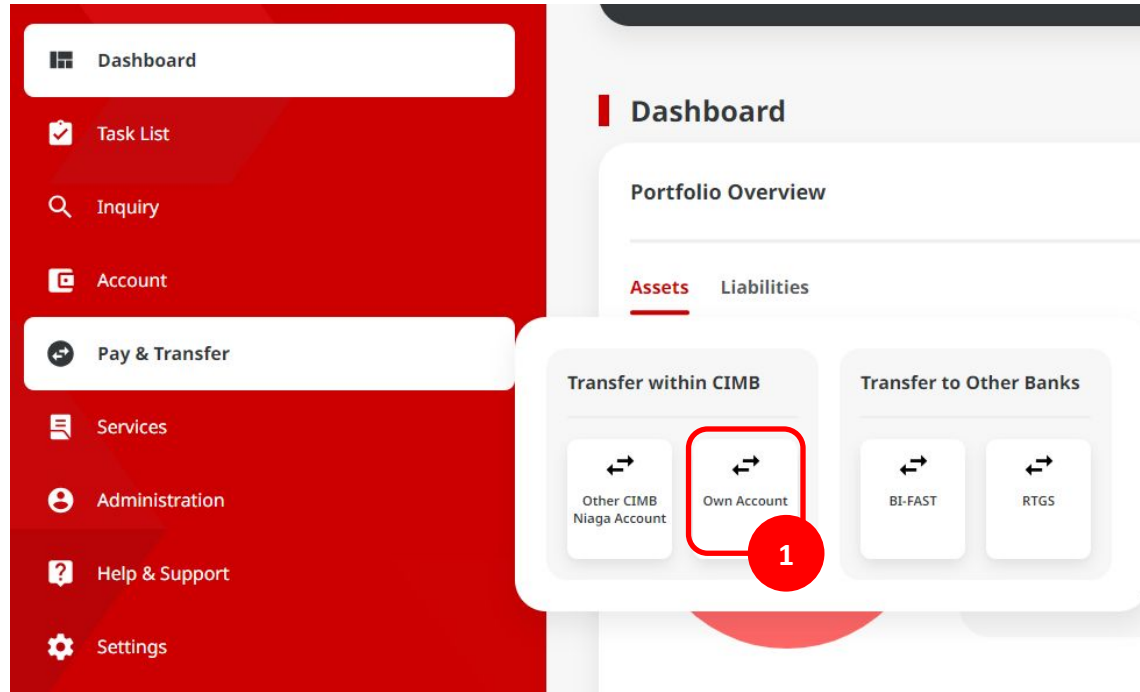 Dashboard
Task List
Inquiry
Account
Pay & Transfer
Services
Administration
Help & Support
Settings
Dashboard
Portfolio Overview
Assets Liabilities
Transfer within CIMB
Other CIMB
Niaga Account
Own Account
1
Transfer to Other Banks
BI-FAST
RTGS